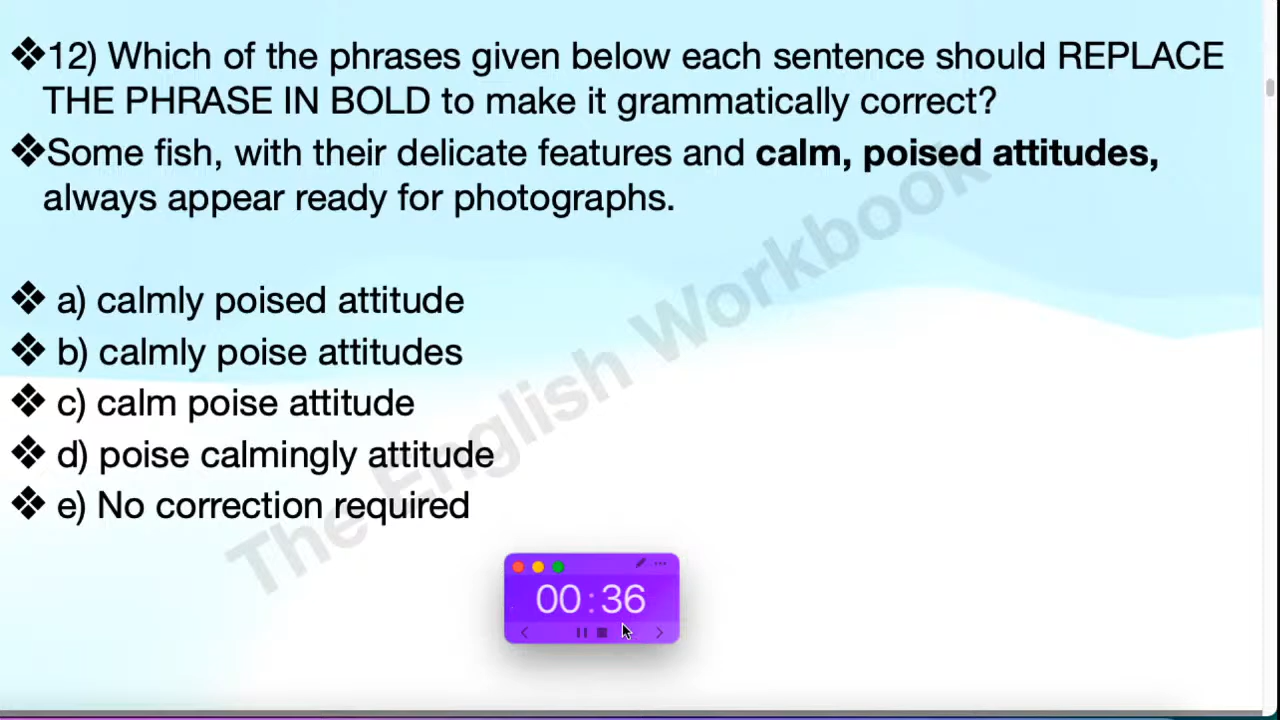 ❖12) Which of the phrases given below each sentence should REPLACE
THE PHRASE IN BOLD to make it grammatically correct?
❖Some fish, with their delicate features and calm, poised attitudes,
always appear ready for photographs.
❖ a) calmly poised attitude
❖ b) calmly poise attitudes
❖ c) calm poise attitude
❖ d) poise calmingly attitude
❖ e) No correction required
The English Workbook
00:36